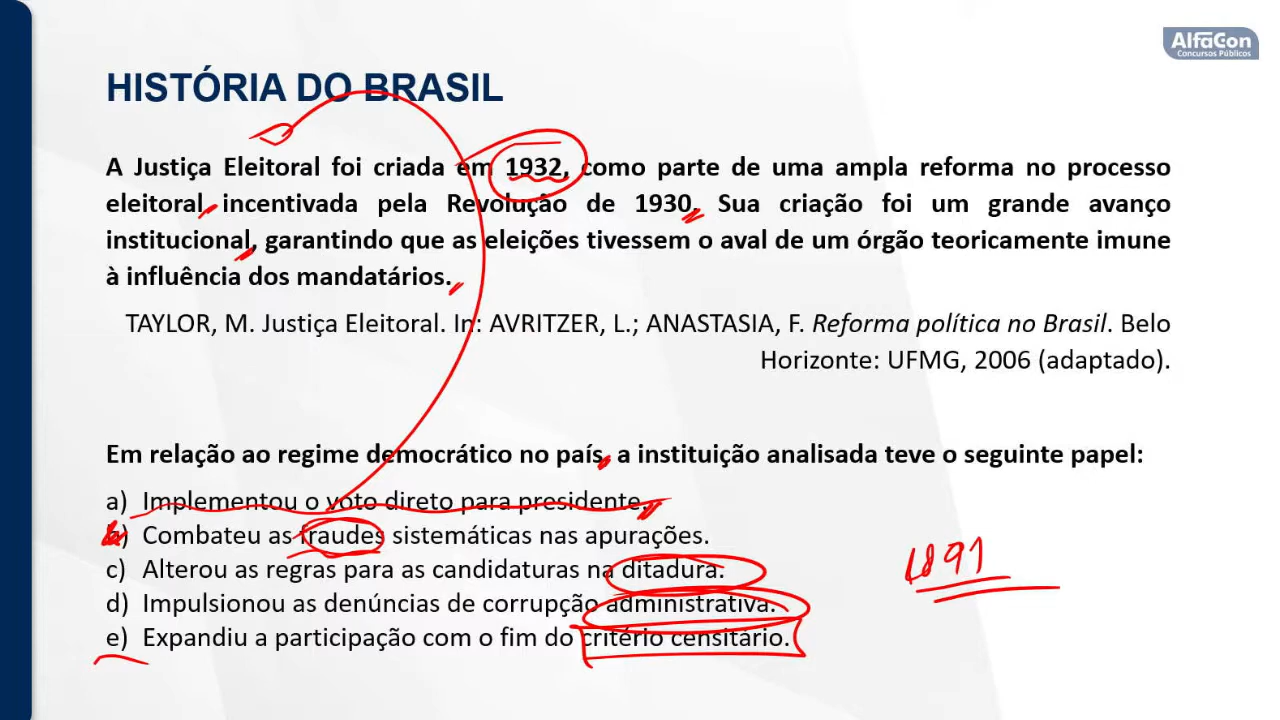 AlfaCon
Concursos Públicos
HISTÓRIA DO BRASIL
A Justiça Eleitoral foi criada em 1932, como parte de uma ampla reforma no processo
eleitoral, incentivada pela Revolução de 1930. Sua criação foi um grande avanço
institucional, garantindo que as eleições tivessem o aval de um órgão teoricamente imune
à influência dos mandatários.
TAYLOR, M. Justiça Eleitoral. In: AVRITZER, L.; ANASTASIA, F. Reforma política no Brasil. Belo
Horizonte: UFMG, 2006 (adaptado).
Em relação ao regime democrático no país, a instituição analisada teve o seguinte papel:
a) Implementou o voto direto para presidente.
b) Combateu as fraudes sistemáticas nas apurações.
c) Alterou as regras para as candidaturas na ditadura.
1891
d) Impulsionou as denúncias de corrupção administrativa.
e) Expandiu a participação com o fim do critério censitário.